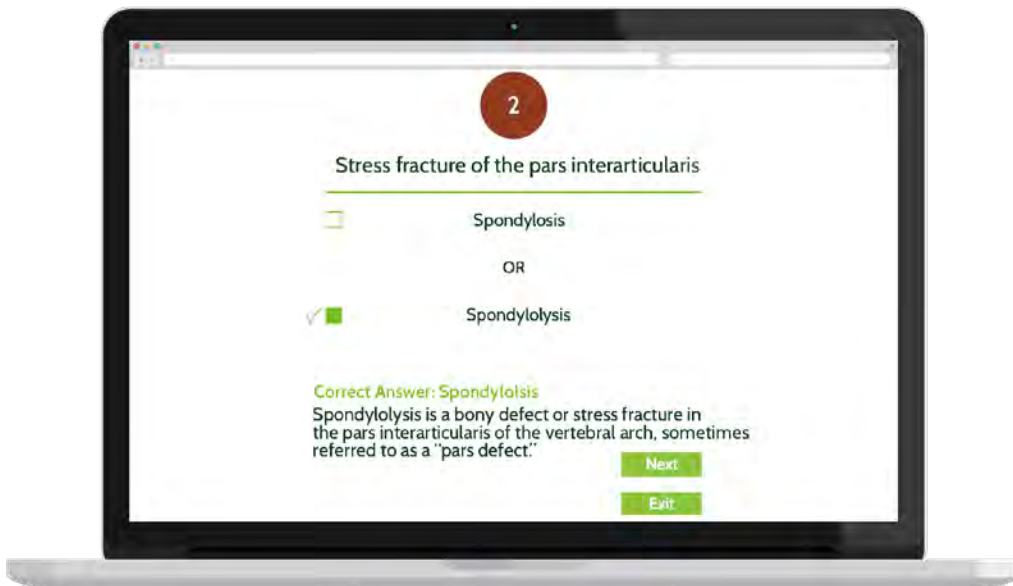 2
Stress fracture of the pars interarticularis
Spondylosis
OR
Spondylolysis
Correct Answer: Spondylolsis
Spondylolysis is a bony defect or stress fracture in
the pars interarticularis of the vertebral arch, sometimes
referred to as a "pars defect."
Next
Exit